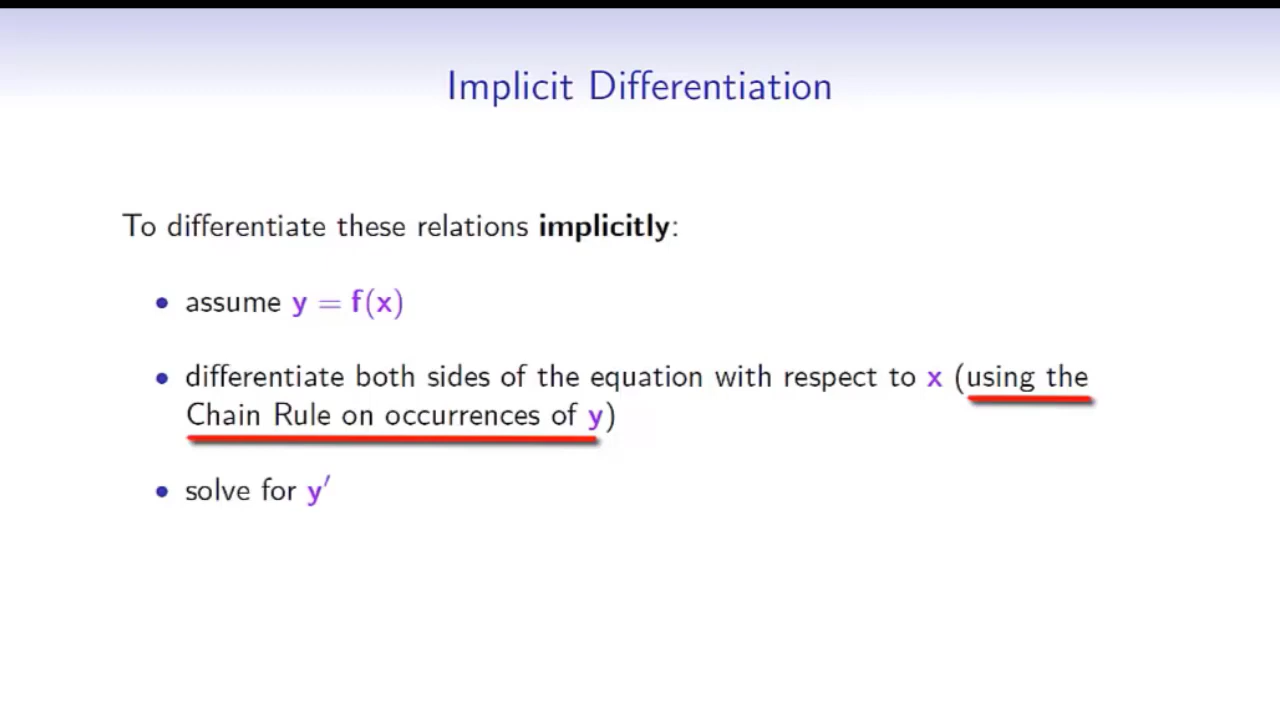 Implicit Differentiation
To differentiate these relations implicitly:
• assume y = f(x)
• differentiate both sides of the equation with respect to x (using the
Chain Rule on occurrences of y)
• solve for y′